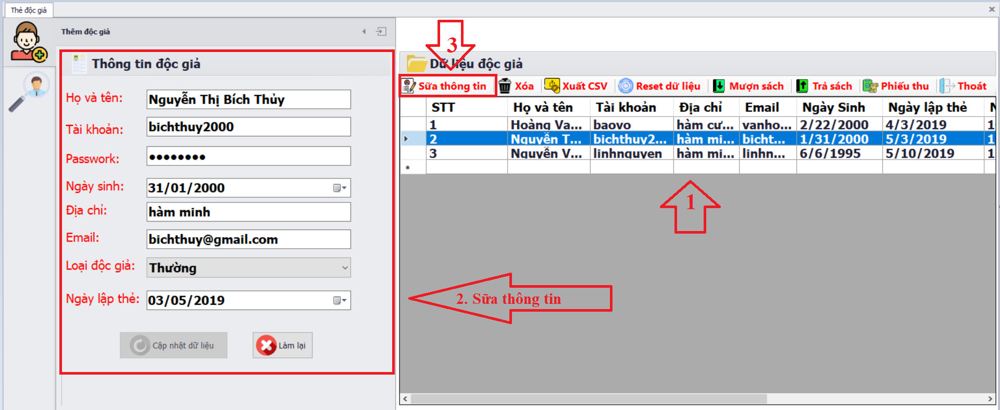 Thẻ độc giả
Thêm độc giả
Thông tin độc giả
Họ và tên: Nguyễn Thị Bích Thủy
Tài khoản: bichthuy2000
Passwork: ●●●●●●●●
Ngày sinh: 31/01/2000
Địa chỉ: hàm minh
Email: bichthuy@gmail.com
Loại độc giả: Thường
Ngày lập thẻ: 03/05/2019
Cập nhật dữ liệu Làm lại
3
Dữ liệu độc giả
Sữa thông tin Xóa Xuất CSV Reset dữ liệu Mượn sách Trả sách Phiếu thu Thoát
STT Họ và tên Tài khoản Địa chỉ Email Ngày Sinh Ngày lập thẻ
1 Hoàng Va... baovo hàm cư... vanho... 2/22/2000 4/3/2019
2 Nguyễn T... bichthuy2... hàm mi... bicht... 1/31/2000 5/3/2019
3 Nguyễn V... linhnguyen hàm mi... linhn... 6/6/1995 5/10/2019
1
2. Sữa thông tin